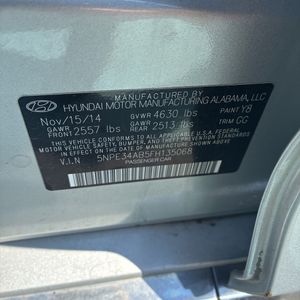 MANUFACTURED BY
HYUNDAI MOTOR MANUFACTURING ALABAMA, LLC
Nov/15/14 GVWR 4630 lbs PAINT Y8
GAWR FRONT 2557 lbs GAWR REAR 2513 lbs TRIM GG
THIS VEHICLE CONFORMS TO ALL APPLICABLE U.S.A. FEDERAL
MOTOR VEHICLE SAFETY, BUMPER, AND THEFT PREVENTION
STANDARDS IN EFFECT ON THE DATE OF MANUFACTURE SHOWN ABOVE.
V.I.N 5NPE34AB5FH135068
PASSENGER CAR